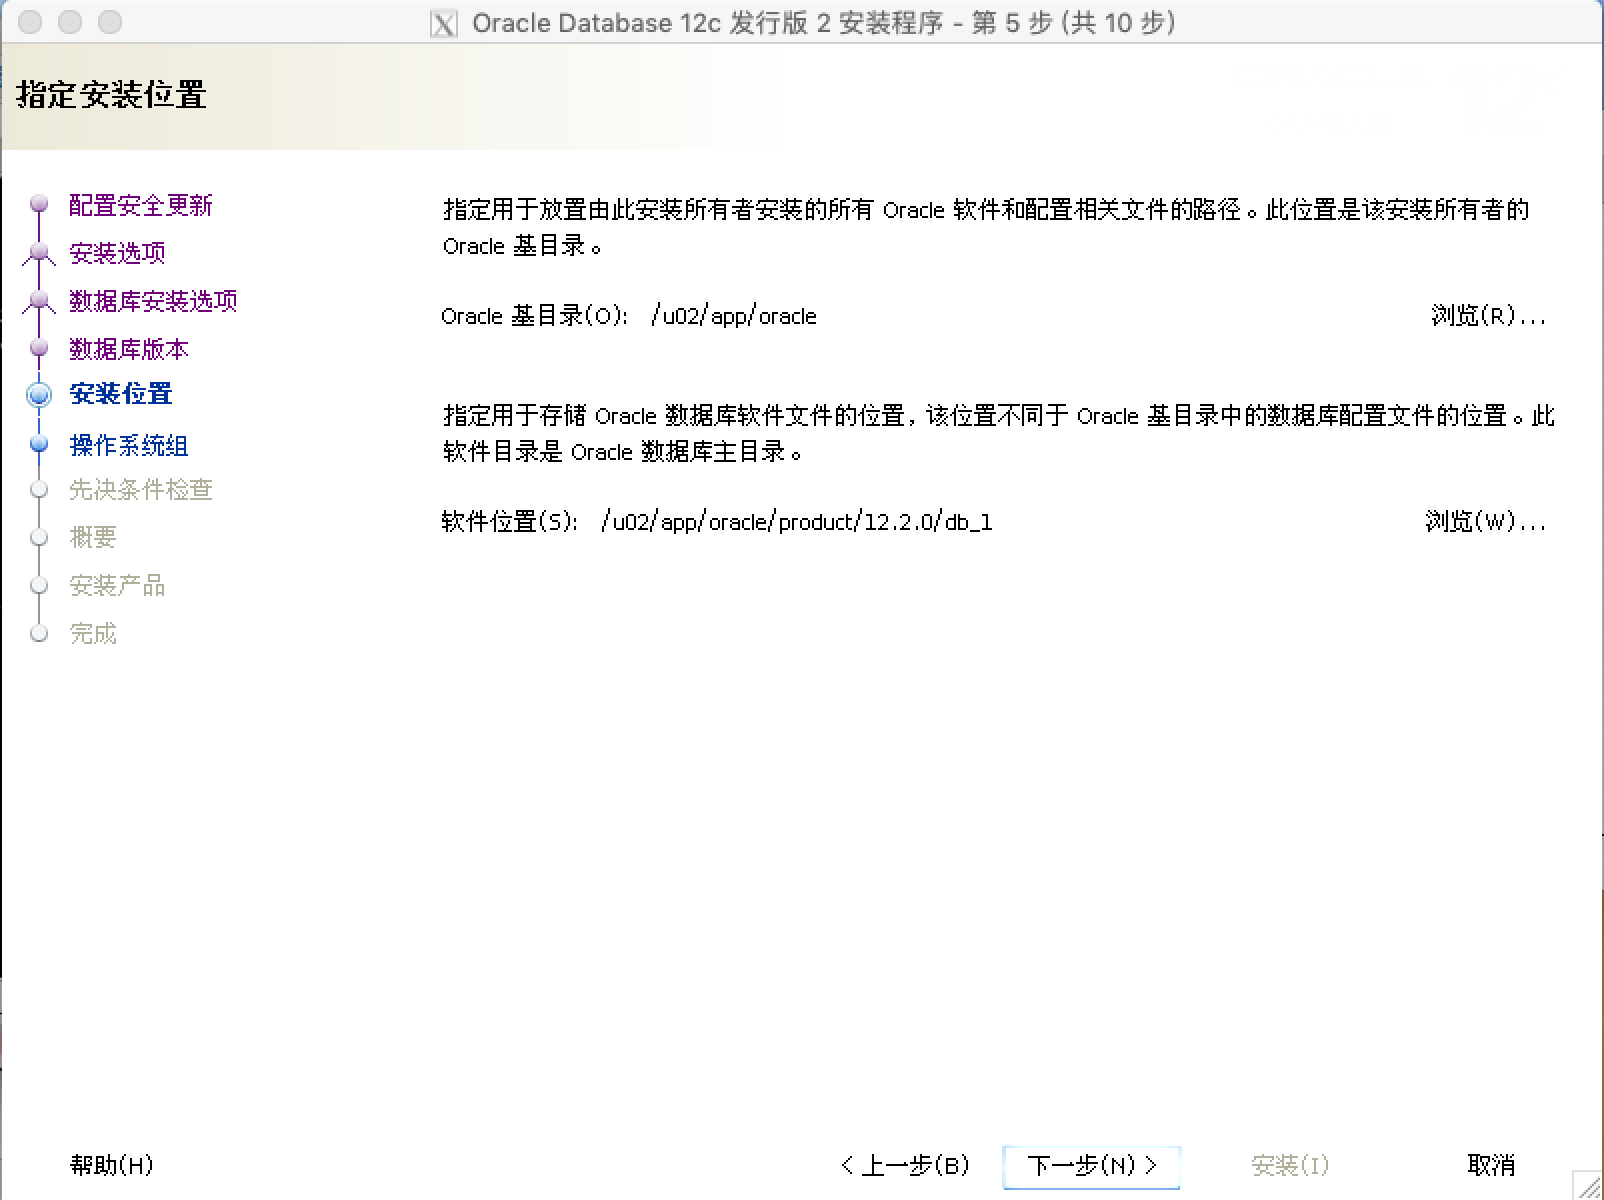 Oracle Database 12c 发行版 2 安装程序 - 第 5 步 (共 10 步)
指定安装位置
配置安全更新
安装选项
数据库安装选项
数据库版本
安装位置
操作系统组
先决条件检查
概要
安装产品
完成
指定用于放置由此安装所有者安装的所有 Oracle 软件和配置相关文件的路径。此位置是该安装所有者的
Oracle 基目录。
Oracle 基目录(O): /u02/app/oracle 浏览(R)...
指定用于存储 Oracle 数据库软件文件的位置, 该位置不同于 Oracle 基目录中的数据库配置文件的位置。此
软件目录是 Oracle 数据库主目录。
软件位置(S): /u02/app/oracle/product/12.2.0/db_1 浏览(W)...
帮助(H) < 上一步(B) 下一步(N) > 安装(I) 取消